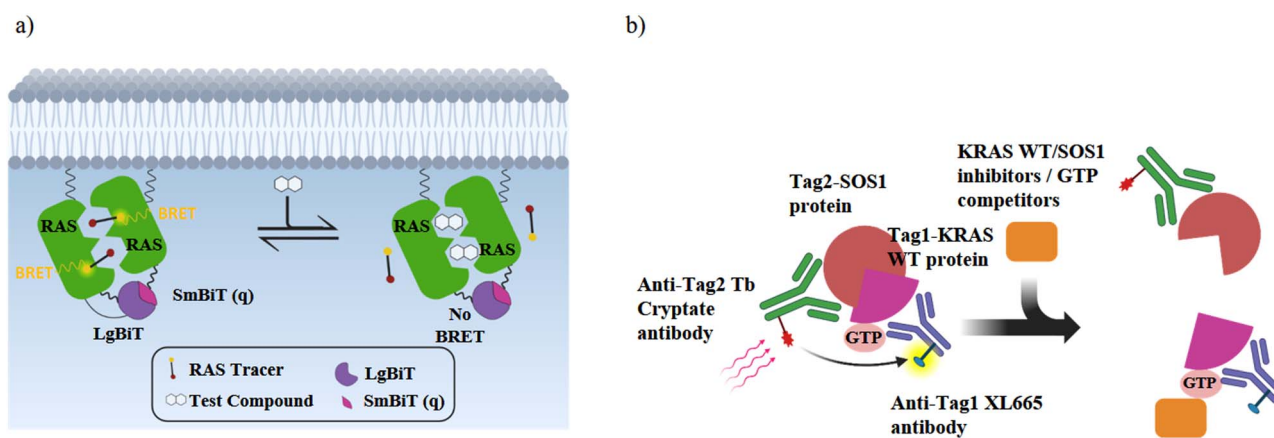 a)
RAS
BRET
RAS
BRET
SmBiT (q)
LgBiT
RAS
RAS
No
BRET
RAS Tracer
LgBiT
Test Compound
SmBiT (q)
b)
KRAS WT/SOS1
inhibitors / GTP
competitors
Tag2-SOS1
protein
Tag1-KRAS
WT protein
Anti-Tag2 Tb
Cryptate
antibody
GTP
Anti-Tag1 XL665
antibody
GTP